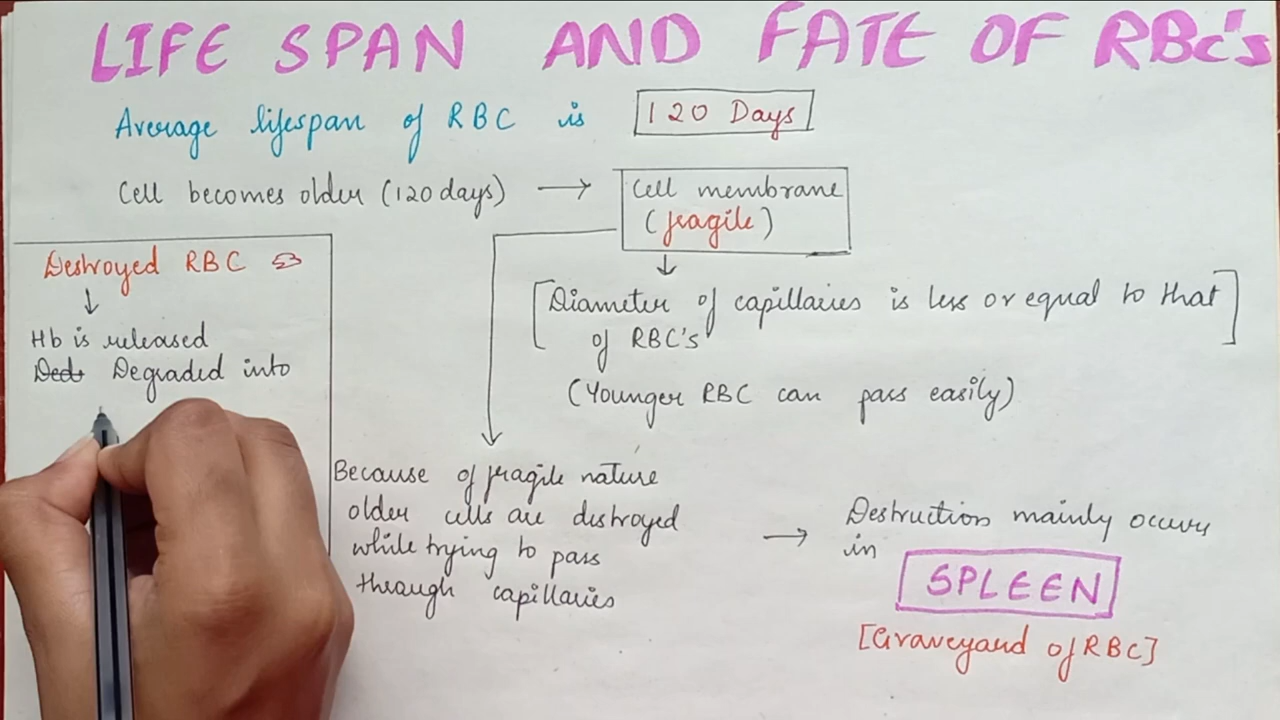 LIFE SPAN AND FATE OF RBc's
Average lifespan of RBC is 120 Days
Cell becomes older (120 days) → Cell membrane
(fragile)
Destroyed RBC
↓
Hb is released
Ded Degraded into
[Diameter of capillaries is less or equal to that
of RBC's]
(Younger RBC can pass easily)
Because of fragile nature
older cells are destroyed
while trying to pass
through capillaries
→ Destruction mainly occurs
in SPLEEN
[Graveyard of RBC]